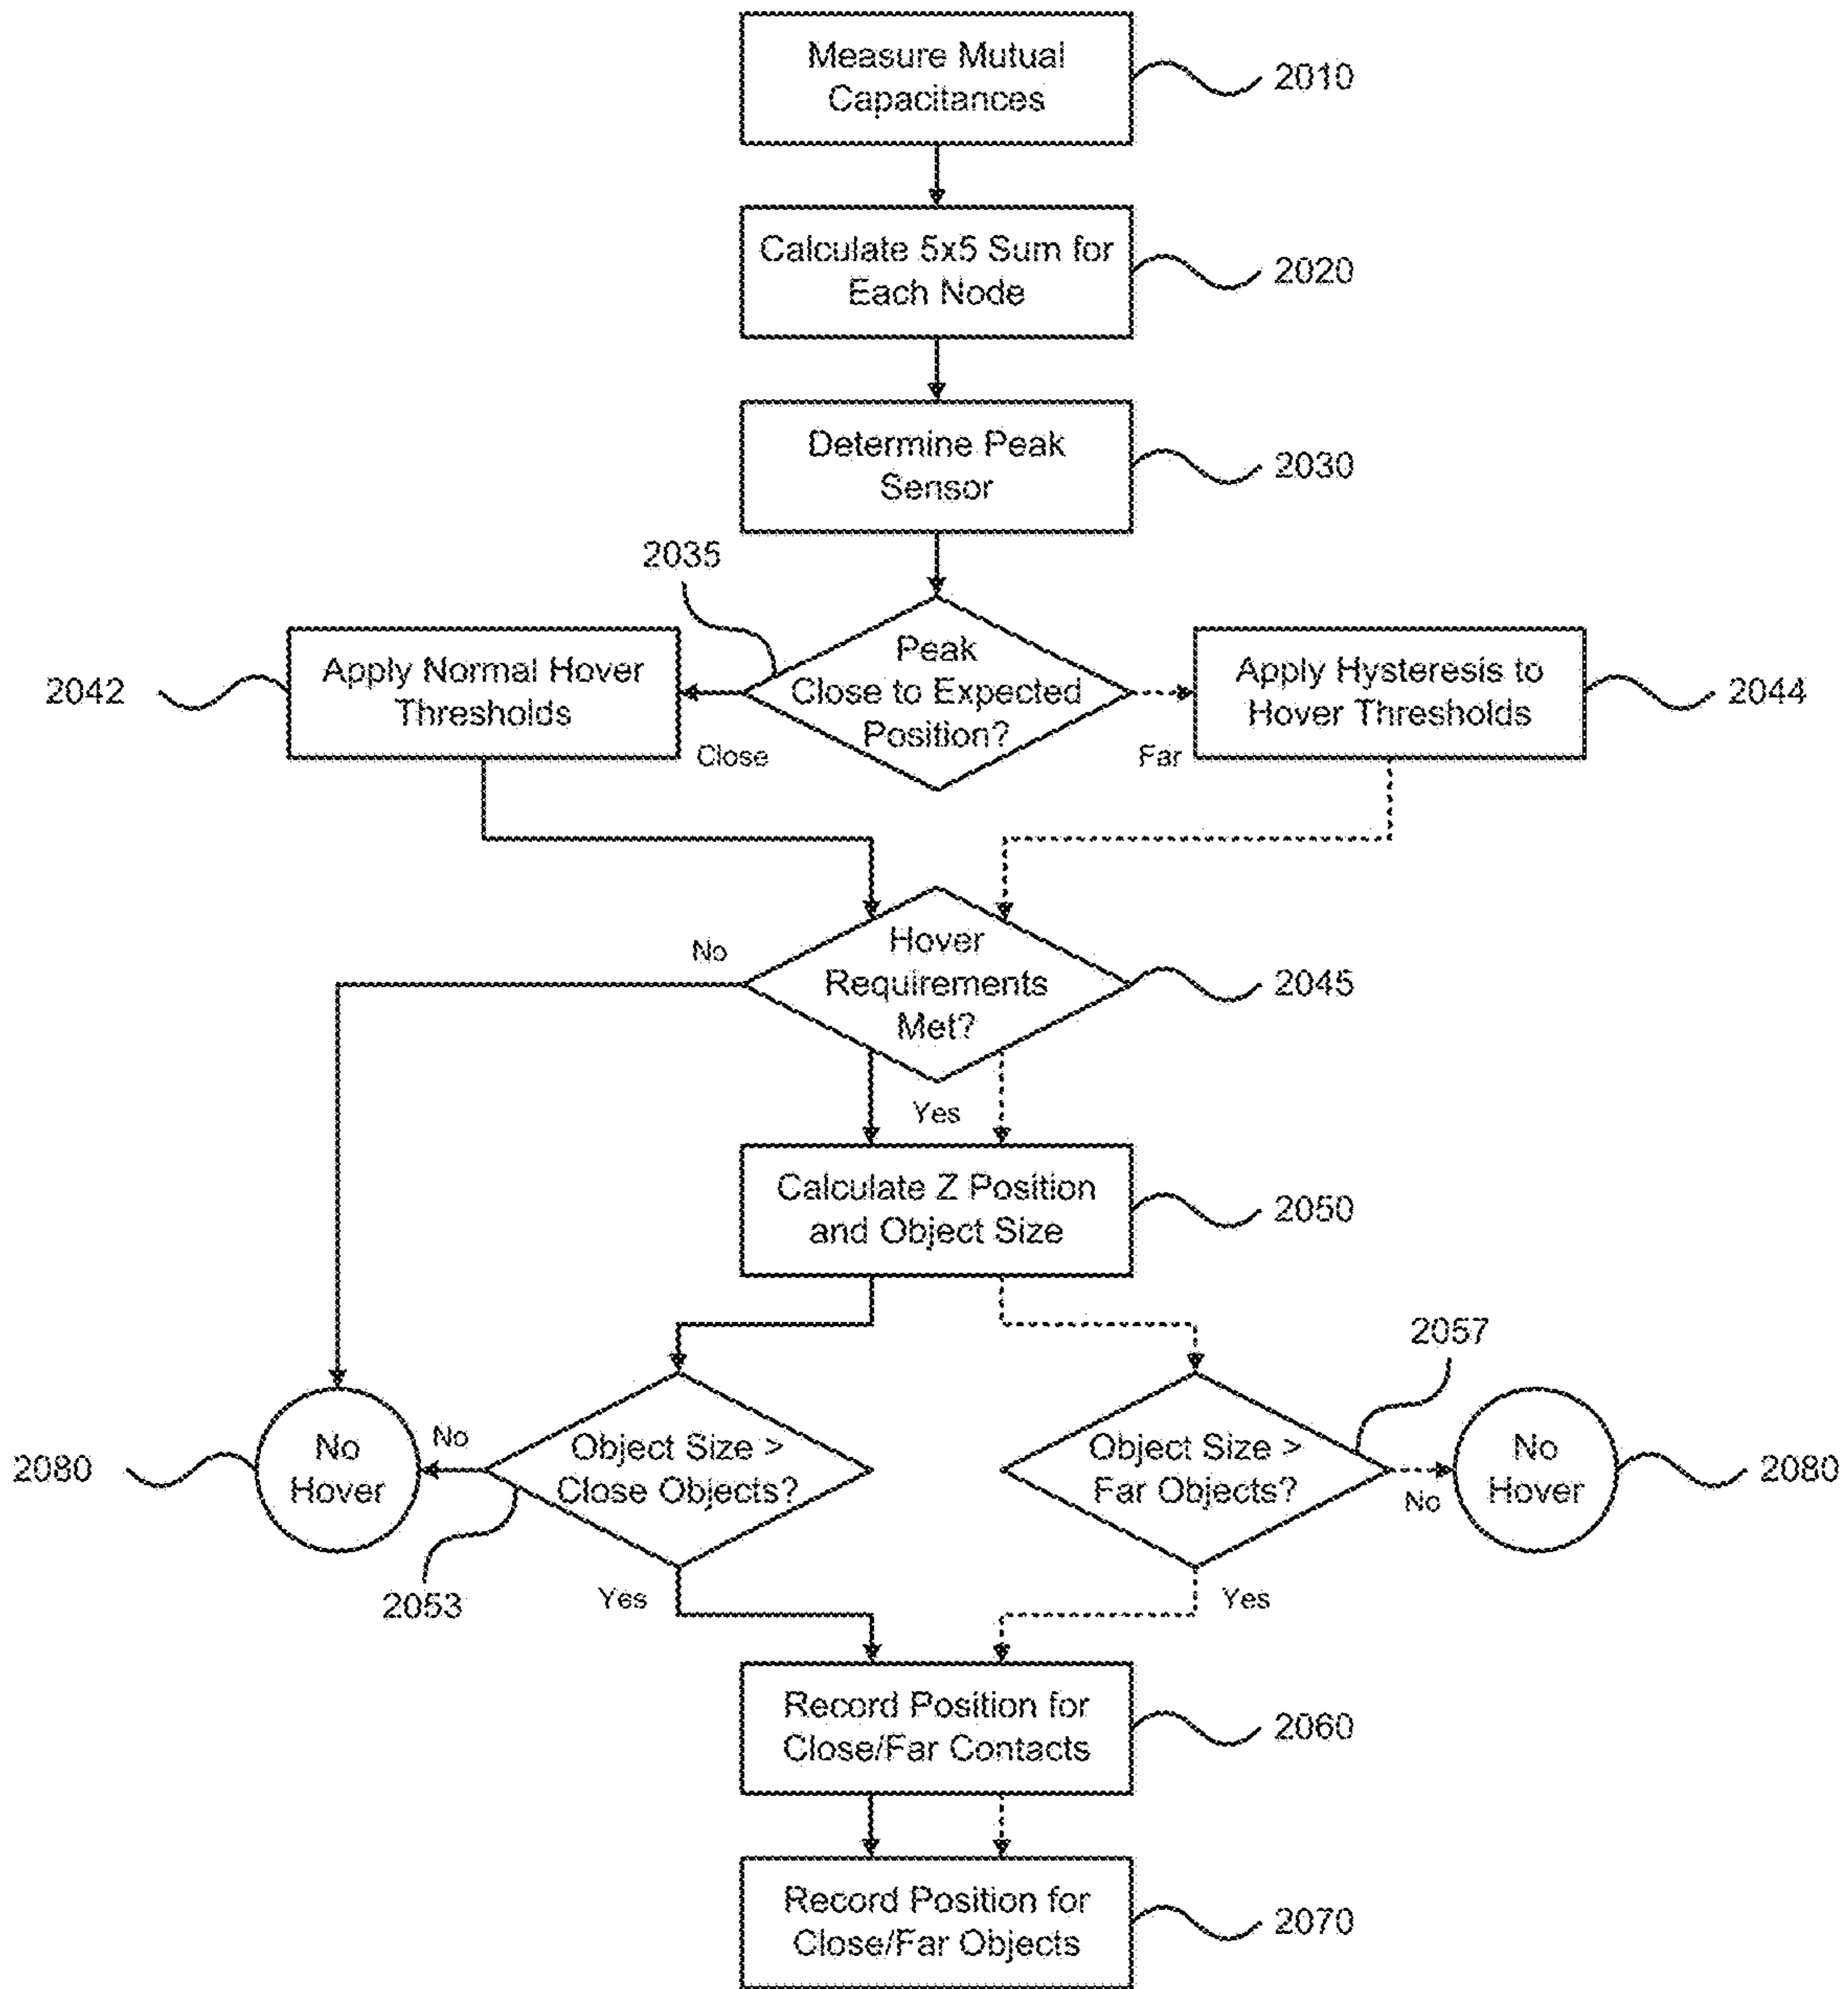 Measure Mutual
Capacitances
2010
Calculate 5x5 Sum for
Each Node
2020
Determine Peak
Sensor
2030
2035
2042
Apply Normal Hover
Thresholds
Close
Peak
Close to Expected
Position?
Far
Apply Hysteresis to
Hover Thresholds
2044
No
Hover
Requirements
Met?
2045
Yes
Calculate Z Position
and Object Size
2050
2057
2080
No
Hover
No
Object Size >
Close Objects?
2053
Yes
Object Size >
Far Objects?
Yes
No
No
Hover
2080
Record Position for
Close/Far Contacts
2060
Record Position for
Close/Far Objects
2070